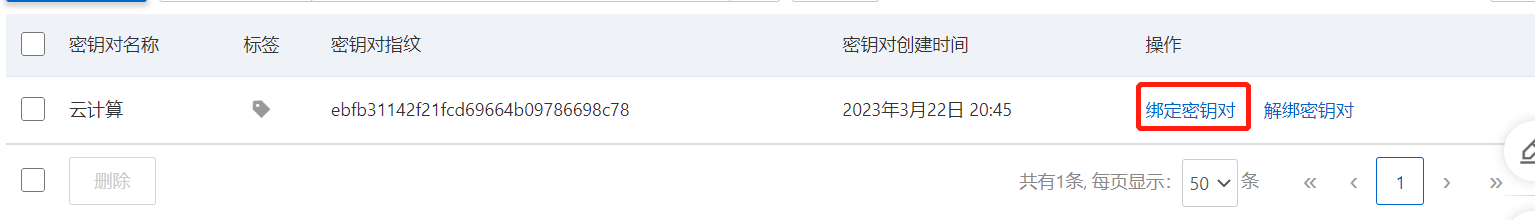 密钥对名称 标签 密钥对指纹 密钥对创建时间 操作
云计算 ebfb31142f21fcd69664b09786698c78 2023年3月22日 20:45 绑定密钥对 解绑密钥对
删除 共有1条, 每页显示: 50 条 « ‹ 1 › »